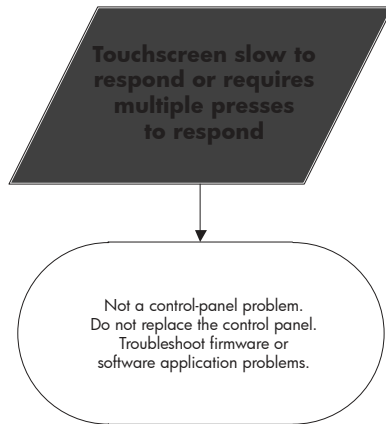 Touchscreen slow to
respond or requires
multiple presses
to respond
Not a control-panel problem.
Do not replace the control panel.
Troubleshoot firmware or
software application problems.